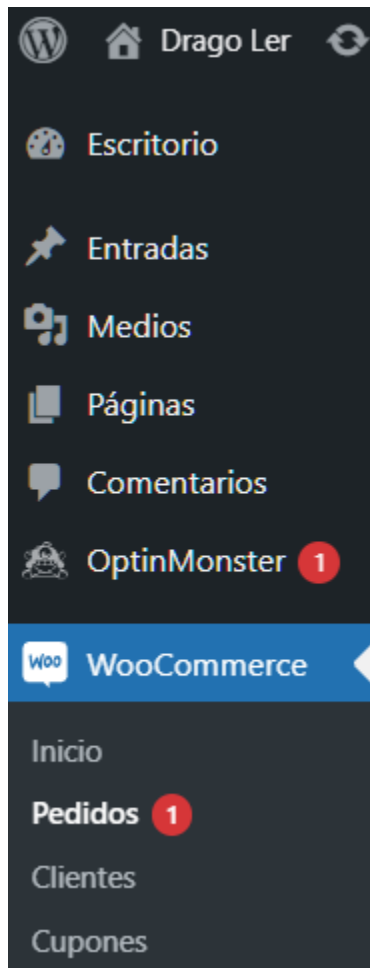 Drago Ler
Escritorio
Entradas
Medios
Páginas
Comentarios
OptinMonster 1
Woo WooCommerce
Inicio
Pedidos 1
Clientes
Cupones